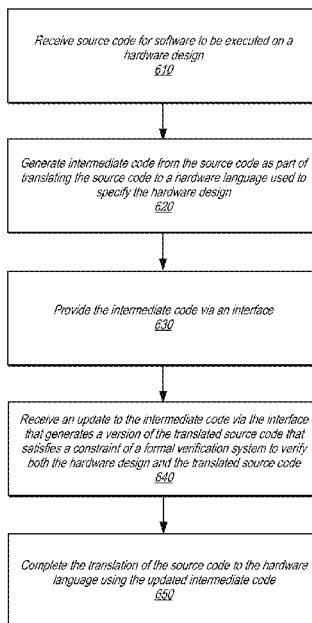 Receive source code for software to be executed on a
hardware design
610
Generate intermediate code from the source code as part of
translating the source code to a hardware language used to
specify the hardware design
620
Provide the intermediate code via an interface
630
Receive an update to the intermediate code via the interface
that generates a version of the translated source code that
satisfies a constraint of a formal verification system to verify
both the hardware design and the translated source code
640
Complete the translation of the source code to the hardware
language using the updated intermediate code
650